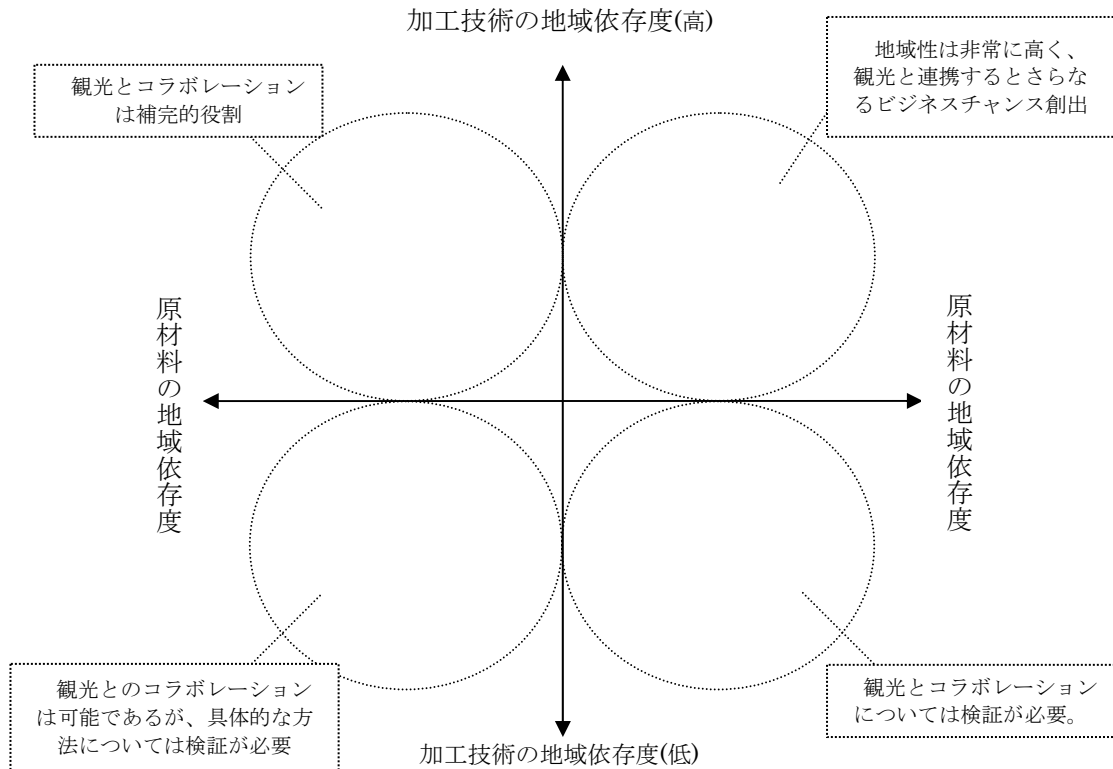 加工技術の地域依存度(高)
観光とコラボレーション
は補完的役割
地域性は非常に高く、
観光と連携するとさらな
るビジネスチャンス創出
原材料の地域依存度
原材料の地域依存度
観光とのコラボレーション
は可能であるが、具体的な方
法については検証が必要
観光とコラボレーション
については検証が必要。
加工技術の地域依存度(低)